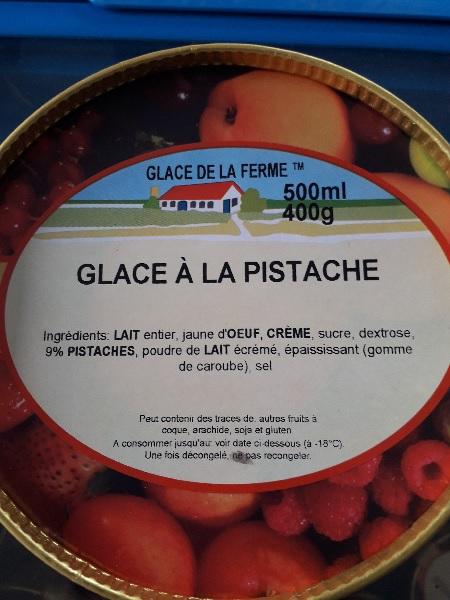 GLACE DE LA FERME ™
500ml
400g
GLACE À LA PISTACHE
Ingrédients: LAIT entier, jaune d'OEUF, CRÈME, sucre, dextrose,
9% PISTACHES, poudre de LAIT écrémé, épaississant (gomme
de caroube), sel
Peut contenir des traces de autres fruits à
coque, arachide, soja et gluten
A consommer jusqu'au: voir date ci-dessous (à -18°C).
Une fois décongelé, ne pas recongeler.